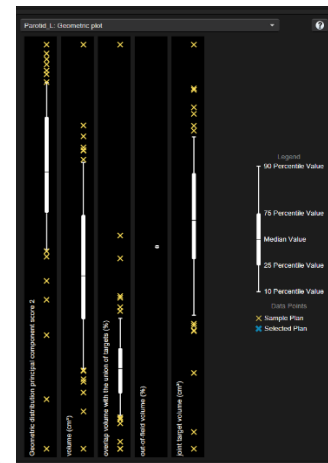 Parotid_L: Geometric plot
?
Geometric distribution principal component score 2
volume (cm³)
overlap volume with the union of targets (%)
out-of-field volume (%)
joint target volume (cm³)
Legend
90 Percentile Value
75 Percentile Value
Median Value
25 Percentile Value
10 Percentile Value
Data Points
Sample Plan
Selected Plan